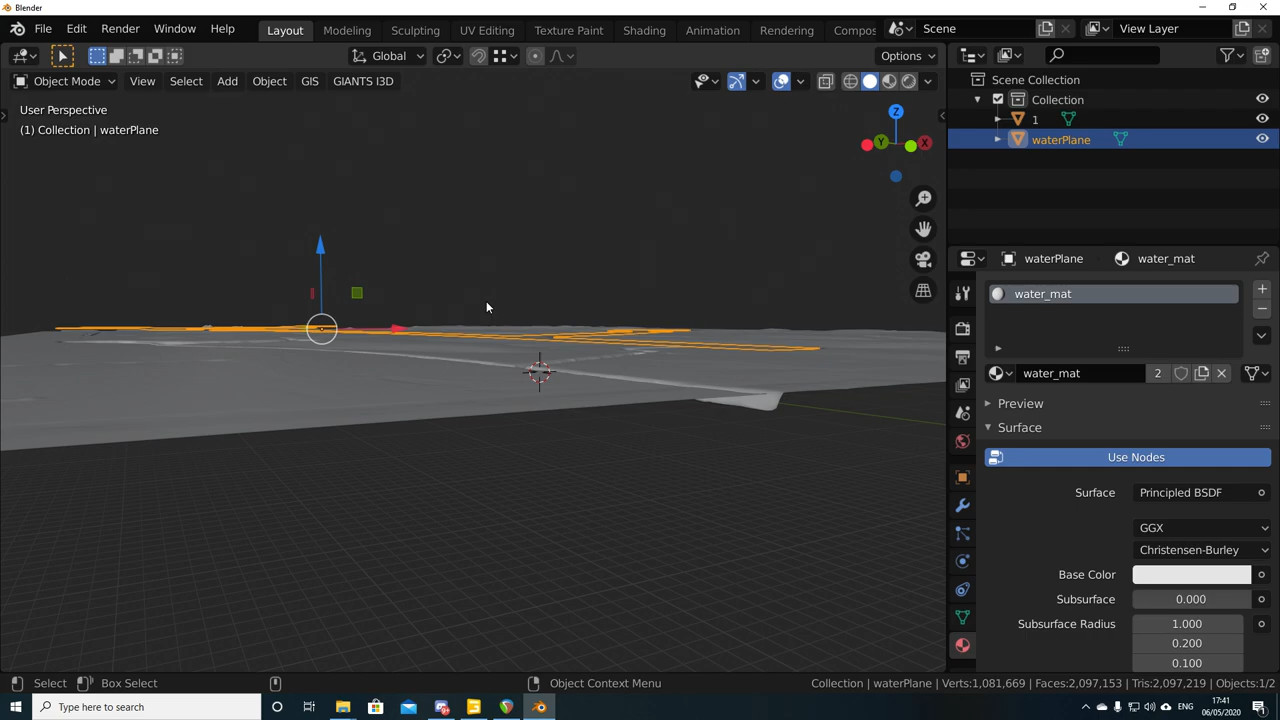 Blender
File Edit Render Window Help Layout Modeling Sculpting UV Editing Texture Paint Shading Animation Rendering Compos Scene View Layer
Global Options
Object Mode View Select Add Object GIS GIANTS 3D
User Perspective
(1) Collection | waterPlane
Z
Y X
Scene Collection
Collection
1
waterPlane
waterPlane water_mat
water_mat
water_mat 2
Preview
Surface
Use Nodes
Surface Principled BSDF
GGX
Christensen-Burley
Base Color
Subsurface 0.000
Subsurface Radius 1.000
0.200
0.100
Select Box Select Object Context Menu Collection | waterPlane | Verts:1,081,669 | Faces:2,097,153 | Tris:2,097,219 | Objects:1/2
Type here to search ENG 17:41
06/05/2020